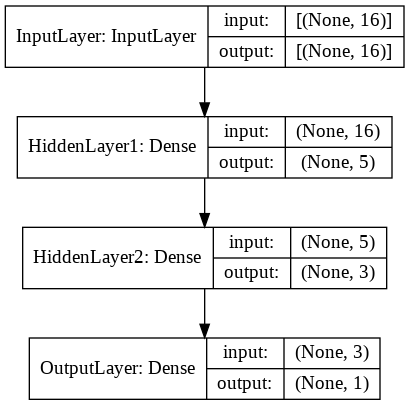 InputLayer: InputLayer
input: [(None, 16)]
output: [(None, 16)]
HiddenLayer1: Dense
input: (None, 16)
output: (None, 5)
HiddenLayer2: Dense
input: (None, 5)
output: (None, 3)
OutputLayer: Dense
input: (None, 3)
output: (None, 1)